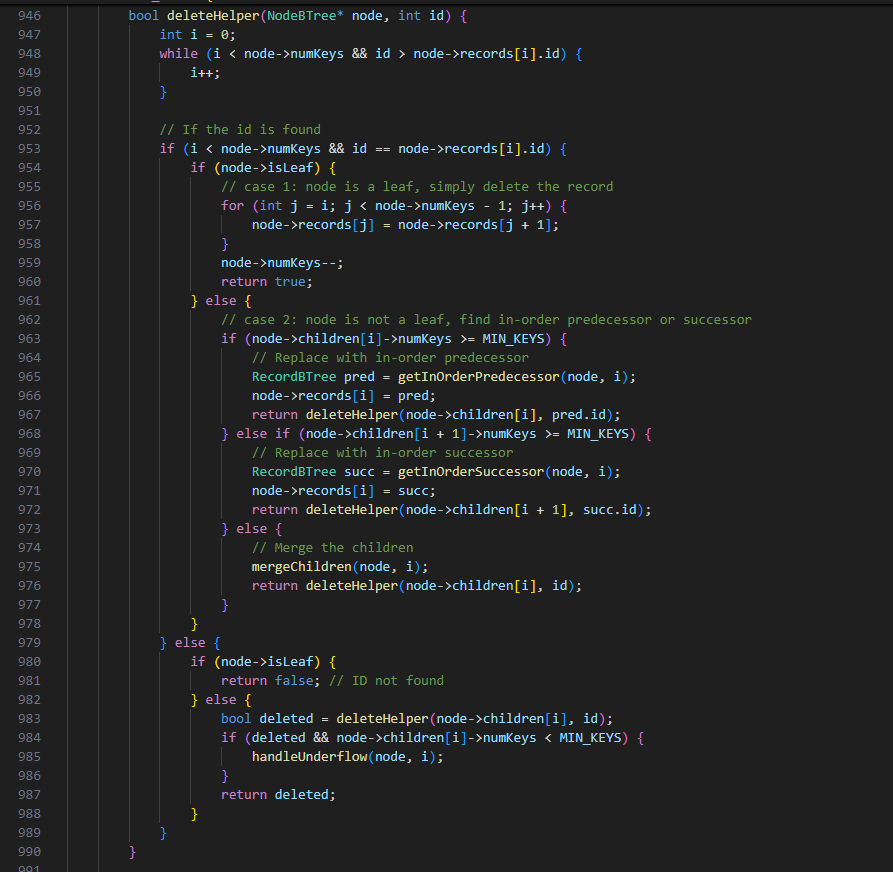 946 bool deleteHelper(NodeBTree* node, int id) {
947 int i = 0;
948 while (i < node->numKeys && id > node->records[i].id) {
949 i++;
950 }
951
952 // If the id is found
953 if (i < node->numKeys && id == node->records[i].id) {
954 if (node->isLeaf) {
955 // case 1: node is a leaf, simply delete the record
956 for (int j = i; j < node->numKeys - 1; j++) {
957 node->records[j] = node->records[j + 1];
958 }
959 node->numKeys--;
960 return true;
961 } else {
962 // case 2: node is not a leaf, find in-order predecessor or successor
963 if (node->children[i]->numKeys >= MIN_KEYS) {
964 // Replace with in-order predecessor
965 RecordBTree pred = getInOrderPredecessor(node, i);
966 node->records[i] = pred;
967 return deleteHelper(node->children[i], pred.id);
968 } else if (node->children[i + 1]->numKeys >= MIN_KEYS) {
969 // Replace with in-order successor
970 RecordBTree succ = getInOrderSuccessor(node, i);
971 node->records[i] = succ;
972 return deleteHelper(node->children[i + 1], succ.id);
973 } else {
974 // Merge the children
975 mergeChildren(node, i);
976 return deleteHelper(node->children[i], id);
977 }
978 }
979 } else {
980 if (node->isLeaf) {
981 return false; // ID not found
982 } else {
983 bool deleted = deleteHelper(node->children[i], id);
984 if (deleted && node->children[i]->numKeys < MIN_KEYS) {
985 handleUnderflow(node, i);
986 }
987 return deleted;
988 }
989 }
990 }
991